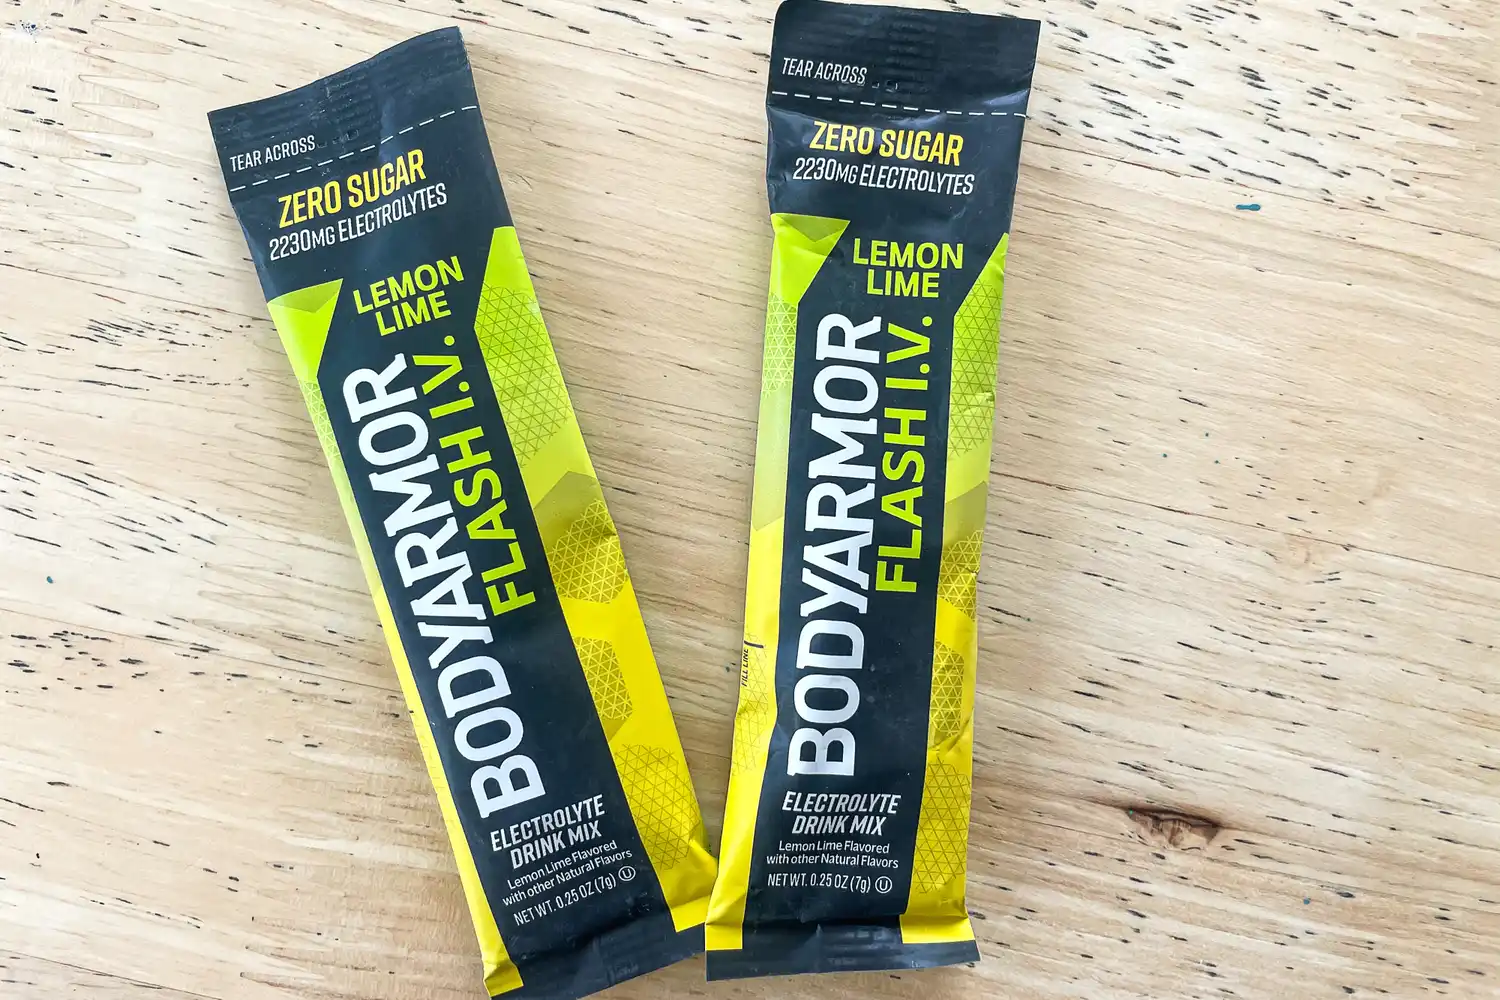 TEAR ACROSS
ZERO SUGAR
2230MG ELECTROLYTES
LEMON
LIME
BODYARMOR
FLASH I.V.
ELECTROLYTE
DRINK MIX
Lemon Lime Flavored
with other Natural Flavors
NET WT. 0.25 OZ (7g) U
TEAR ACROSS
ZERO SUGAR
2230MG ELECTROLYTES
LEMON
LIME
BODYARMOR
FLASH I.V.
FILL LINE
ELECTROLYTE
DRINK MIX
Lemon Lime Flavored
with other Natural Flavors
NET WT. 0.25 OZ (7g) U